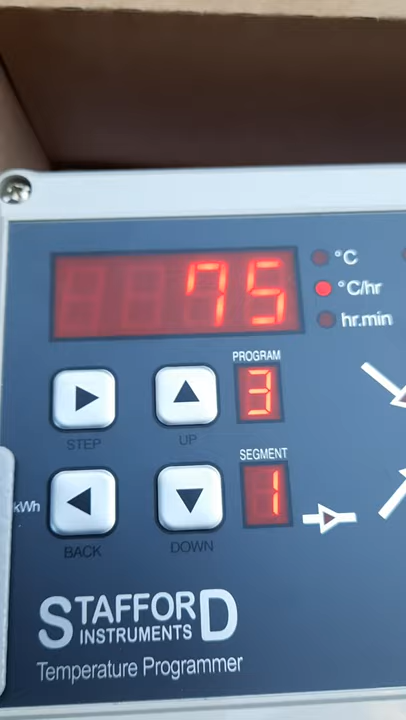 75
°C
°C/hr
hr.min
PROGRAM
3
STEP
UP
SEGMENT
1
kWh
BACK
DOWN
STAFFORD
INSTRUMENTS
Temperature Programmer